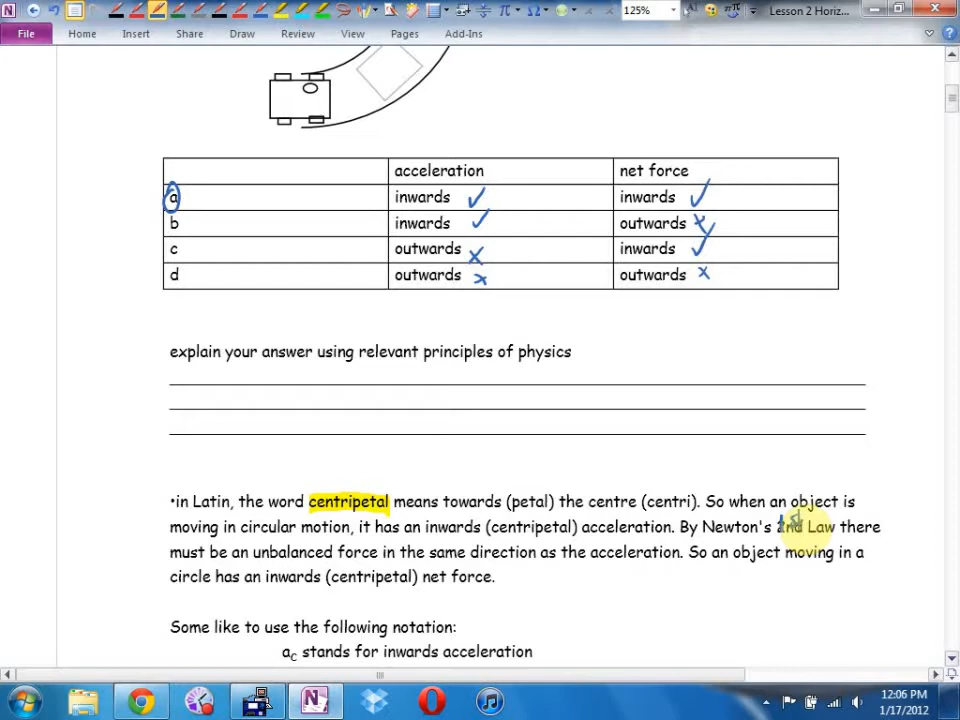 125%
Lesson 2 Horiz...
File Home Insert Share Draw Review View Pages Add-Ins
acceleration net force
a inwards ✓ inwards ✓
b inwards ✓ outwards x
c outwards x inwards ✓
d outwards x outwards x
explain your answer using relevant principles of physics
•in Latin, the word centripetal means towards (petal) the centre (centri). So when an object is
moving in circular motion, it has an inwards (centripetal) acceleration. By Newton's 2nd Law there
must be an unbalanced force in the same direction as the acceleration. So an object moving in a
circle has an inwards (centripetal) net force.
Some like to use the following notation:
aC stands for inwards acceleration
12:06 PM
1/17/2012